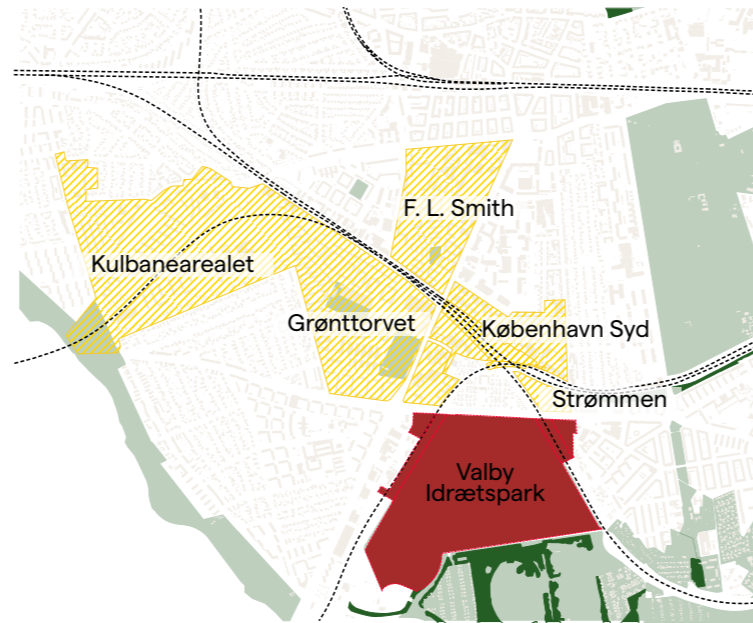 F. L. Smith
Kulbanearealet
Grønttorvet
København Syd
Strømmen
Valby
Idrætspark